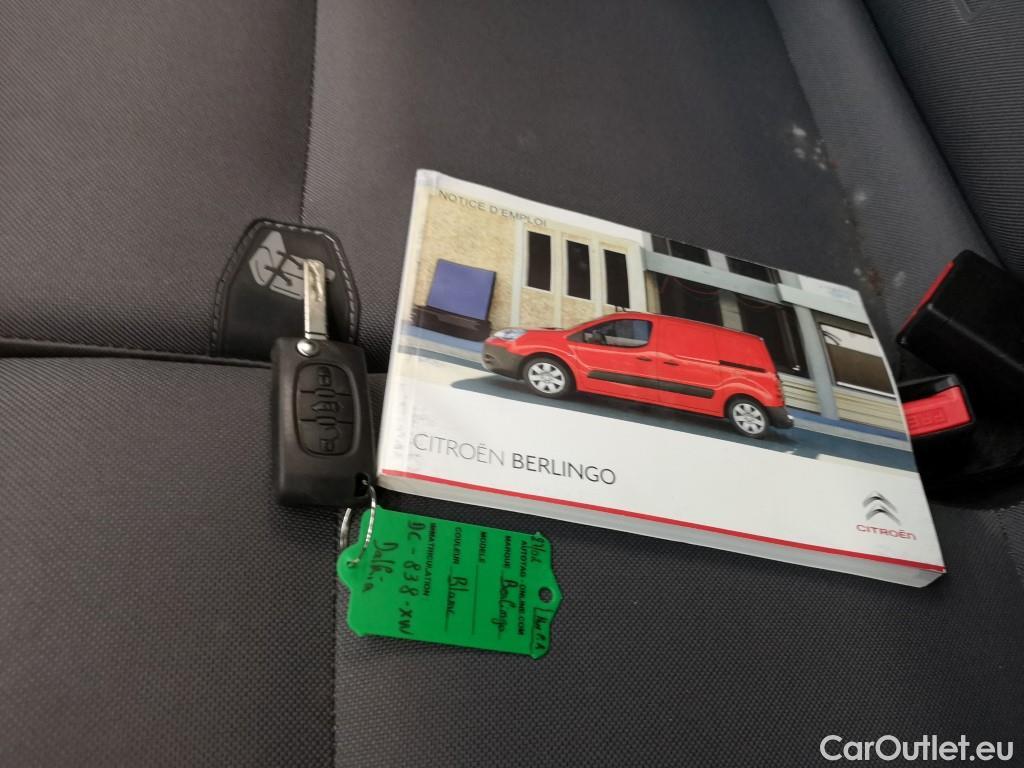 NOTICE D'EMPLOI
CITROËN BERLINGO
CITROËN
AUTOTAG-ONLINE.COM
MARQUE Berlingo
MODELE
COULEUR Blanc
IMMATRICULATION
DC-838-XW
PRESS
CarOutlet.eu